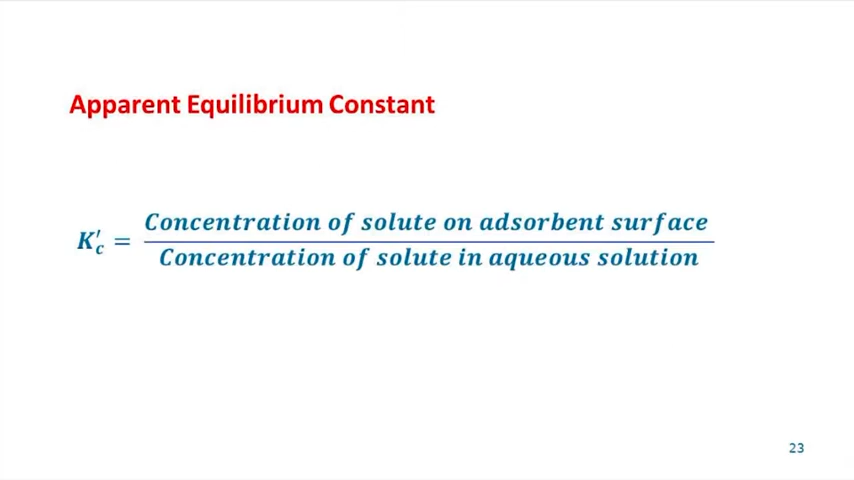 Apparent Equilibrium Constant
K'c = Concentration of solute on adsorbent surface
Concentration of solute in aqueous solution
23